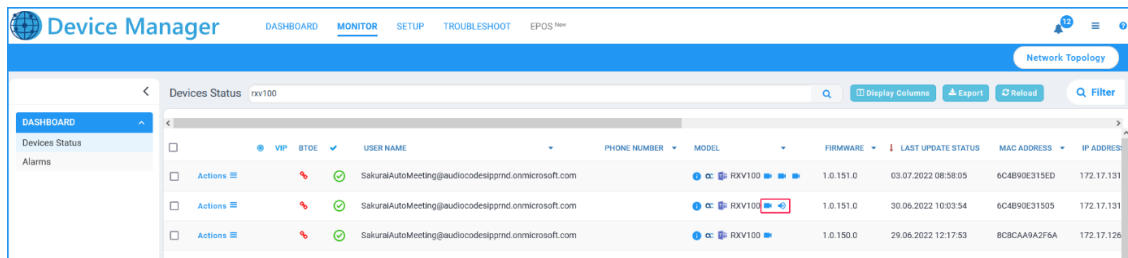 Device Manager DASHBOARD MONITOR SETUP TROUBLESHOOT EPOS New 12
Network Topology
Devices Status rxv100 Display Columns Export Reload Filter
DASHBOARD
Devices Status
Alarms
VIP BTOE USER NAME PHONE NUMBER MODEL FIRMWARE LAST UPDATE STATUS MAC ADDRESS IP ADDRES
Actions SakuraiAutoMeeting@audiocodesipprnd.onmicrosoft.com RXV100 1.0.151.0 03.07.2022 08:58:05 6C4B90E315ED 172.17.131
Actions SakuraiAutoMeeting@audiocodesipprnd.onmicrosoft.com RXV100 1.0.151.0 30.06.2022 10:03:54 6C4B90E31505 172.17.131
Actions SakuraiAutoMeeting@audiocodesipprnd.onmicrosoft.com RXV100 1.0.150.0 29.06.2022 12:17:53 8C8CAA9A2F6A 172.17.126